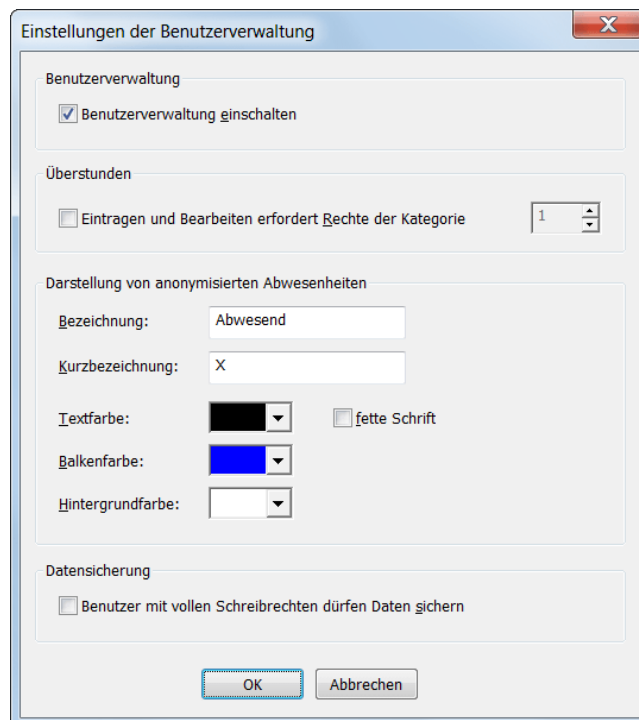 Einstellungen der Benutzerverwaltung
Benutzerverwaltung
Benutzerverwaltung einschalten
Überstunden
Eintragen und Bearbeiten erfordert Rechte der Kategorie 1
Darstellung von anonymisierten Abwesenheiten
Bezeichnung: Abwesend
Kurzbezeichnung: X
Textfarbe: fette Schrift
Balkenfarbe:
Hintergrundfarbe:
Datensicherung
Benutzer mit vollen Schreibrechten dürfen Daten sichern
OK Abbrechen